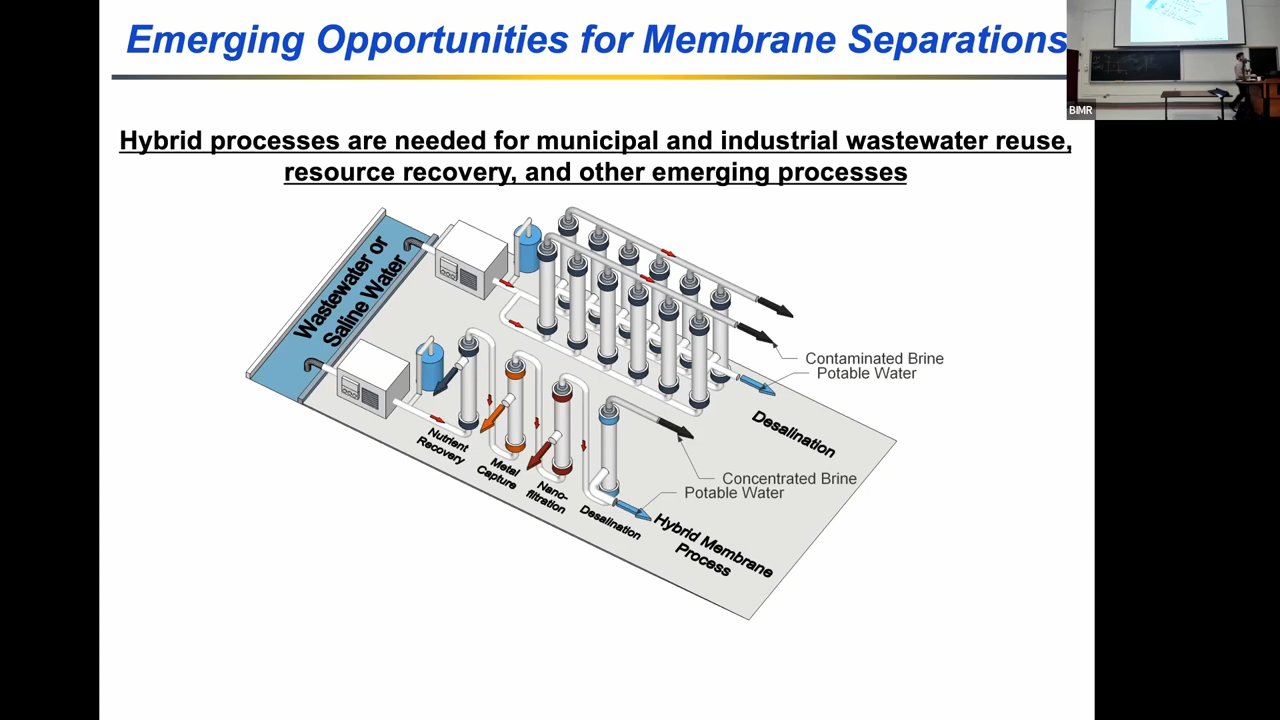 Emerging Opportunities for Membrane Separations
BIMR
Hybrid processes are needed for municipal and industrial wastewater reuse,
resource recovery, and other emerging processes
Wastewater or
Saline Water
Contaminated Brine
Potable Water
Desalination
Nutrient
Recovery
Metal
Capture
Nano-
filtration
Desalination
Concentrated Brine
Potable Water
Hybrid Membrane
Process